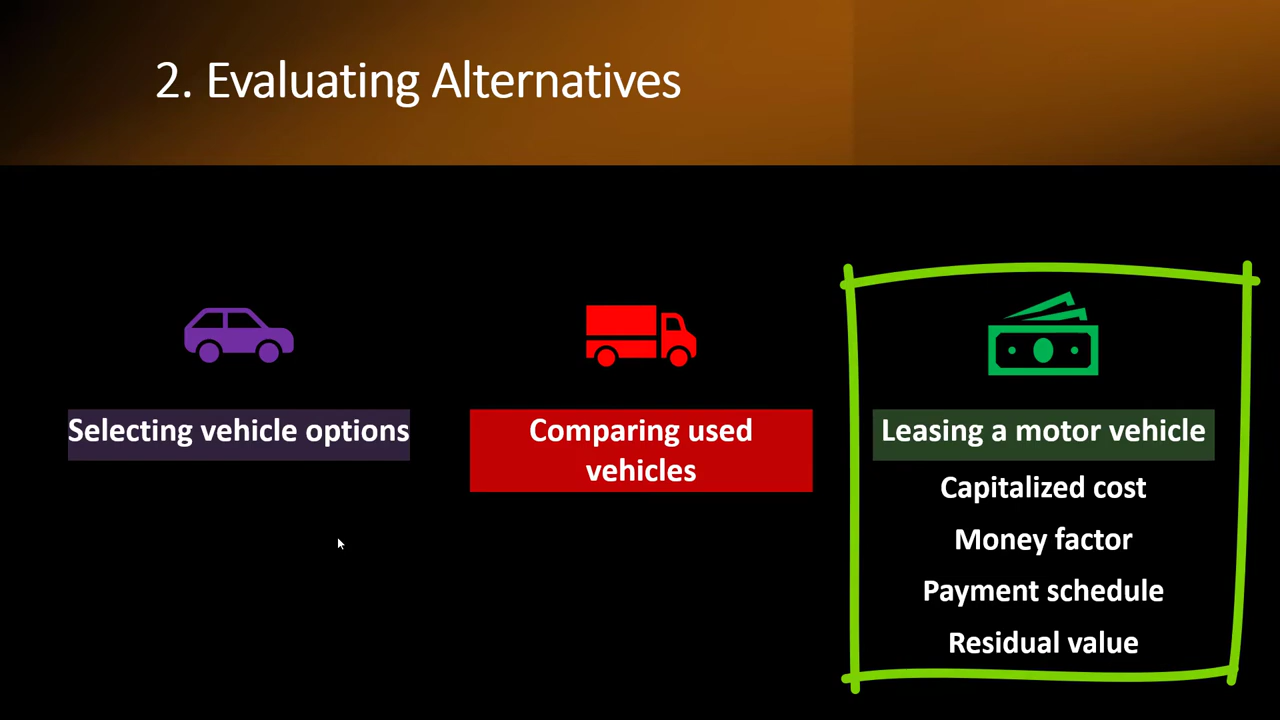 2. Evaluating Alternatives
Selecting vehicle options
Comparing used
vehicles
Leasing a motor vehicle
Capitalized cost
Money factor
Payment schedule
Residual value